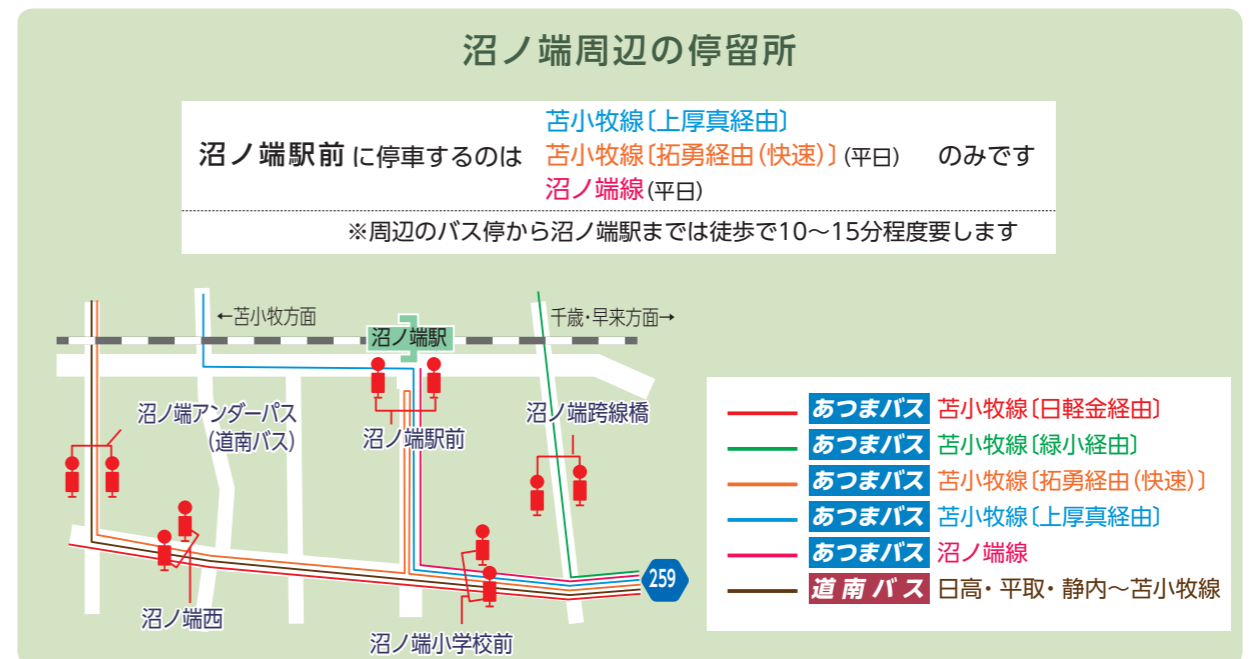 沼ノ端周辺の停留所
苫小牧線〔上厚真経由〕
沼ノ端駅前 に停車するのは 苫小牧線〔拓勇経由(快速)〕(平日) のみです
沼ノ端線(平日)
※周辺のバス停から沼ノ端駅までは徒歩で10〜15分程度要します
←苫小牧方面
千歳・早来方面→
沼ノ端駅
沼ノ端アンダーパス
(道南バス)
沼ノ端駅前
沼ノ端跨線橋
沼ノ端西
沼ノ端小学校前
259
あつまバス 苫小牧線〔日軽金経由〕
あつまバス 苫小牧線〔緑小経由〕
あつまバス 苫小牧線〔拓勇経由(快速)〕
あつまバス 苫小牧線〔上厚真経由〕
あつまバス 沼ノ端線
道南バス 日高・平取・静内〜苫小牧線